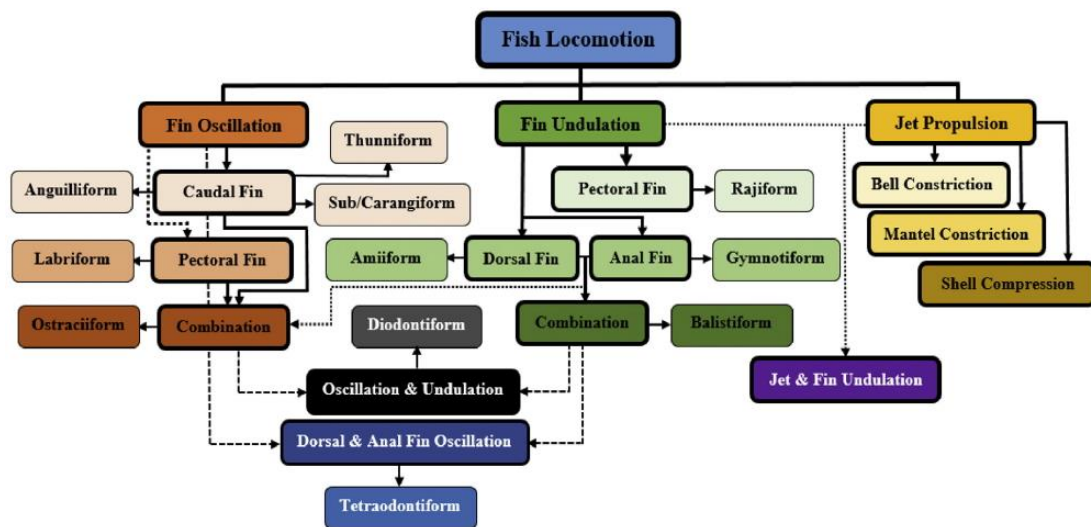 Fish Locomotion
Fin Oscillation
Fin Undulation
Jet Propulsion
Thunniform
Anguilliform
Caudal Fin
Sub/Carangiform
Pectoral Fin
Rajiform
Bell Constriction
Mantel Constriction
Labriform
Pectoral Fin
Amiiform
Dorsal Fin
Anal Fin
Gymnotiform
Shell Compression
Ostraciiform
Combination
Diodontiform
Combination
Balistiform
Oscillation & Undulation
Jet & Fin Undulation
Dorsal & Anal Fin Oscillation
Tetraodontiform